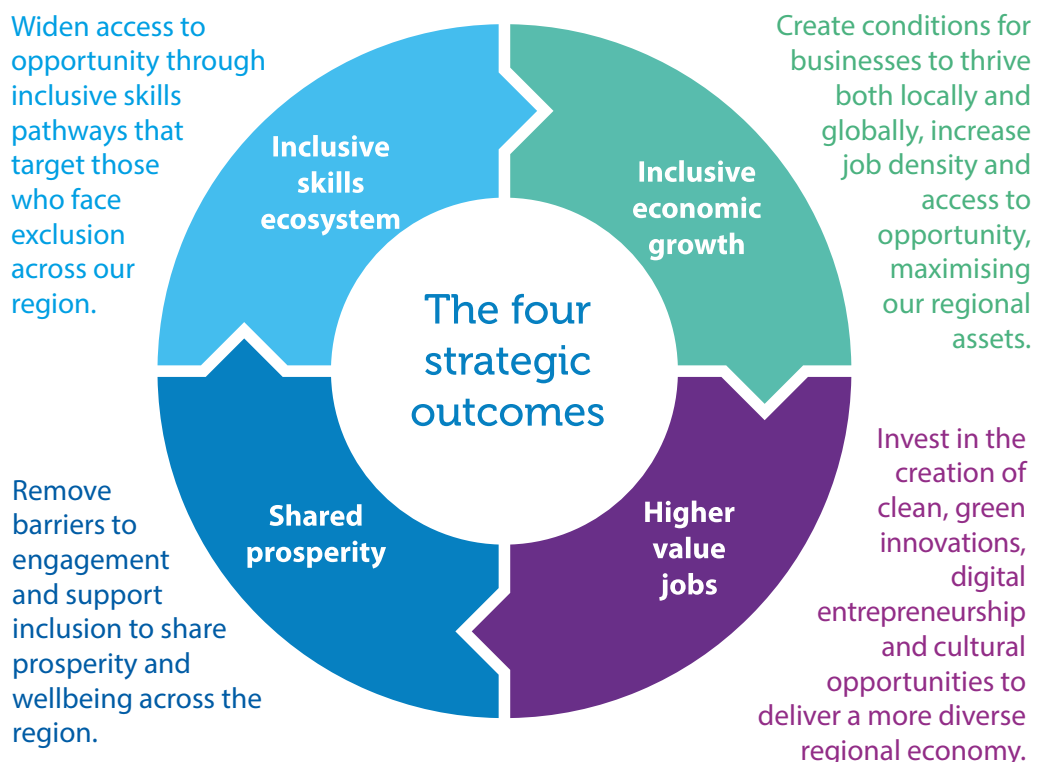 Widen access to
opportunity through
inclusive skills
pathways that
target those
who face
exclusion
across our
region.
Inclusive
skills
ecosystem
Create conditions for
businesses to thrive
both locally and
globally, increase
job density and
access to
opportunity,
maximising
our regional
assets.
Inclusive
economic
growth
The four
strategic
outcomes
Remove
barriers to
engagement
and support
inclusion to share
prosperity and
wellbeing across the
region.
Shared
prosperity
Higher
value
jobs
Invest in the
creation of
clean, green
innovations,
digital
entrepreneurship
and cultural
opportunities to
deliver a more diverse
regional economy.